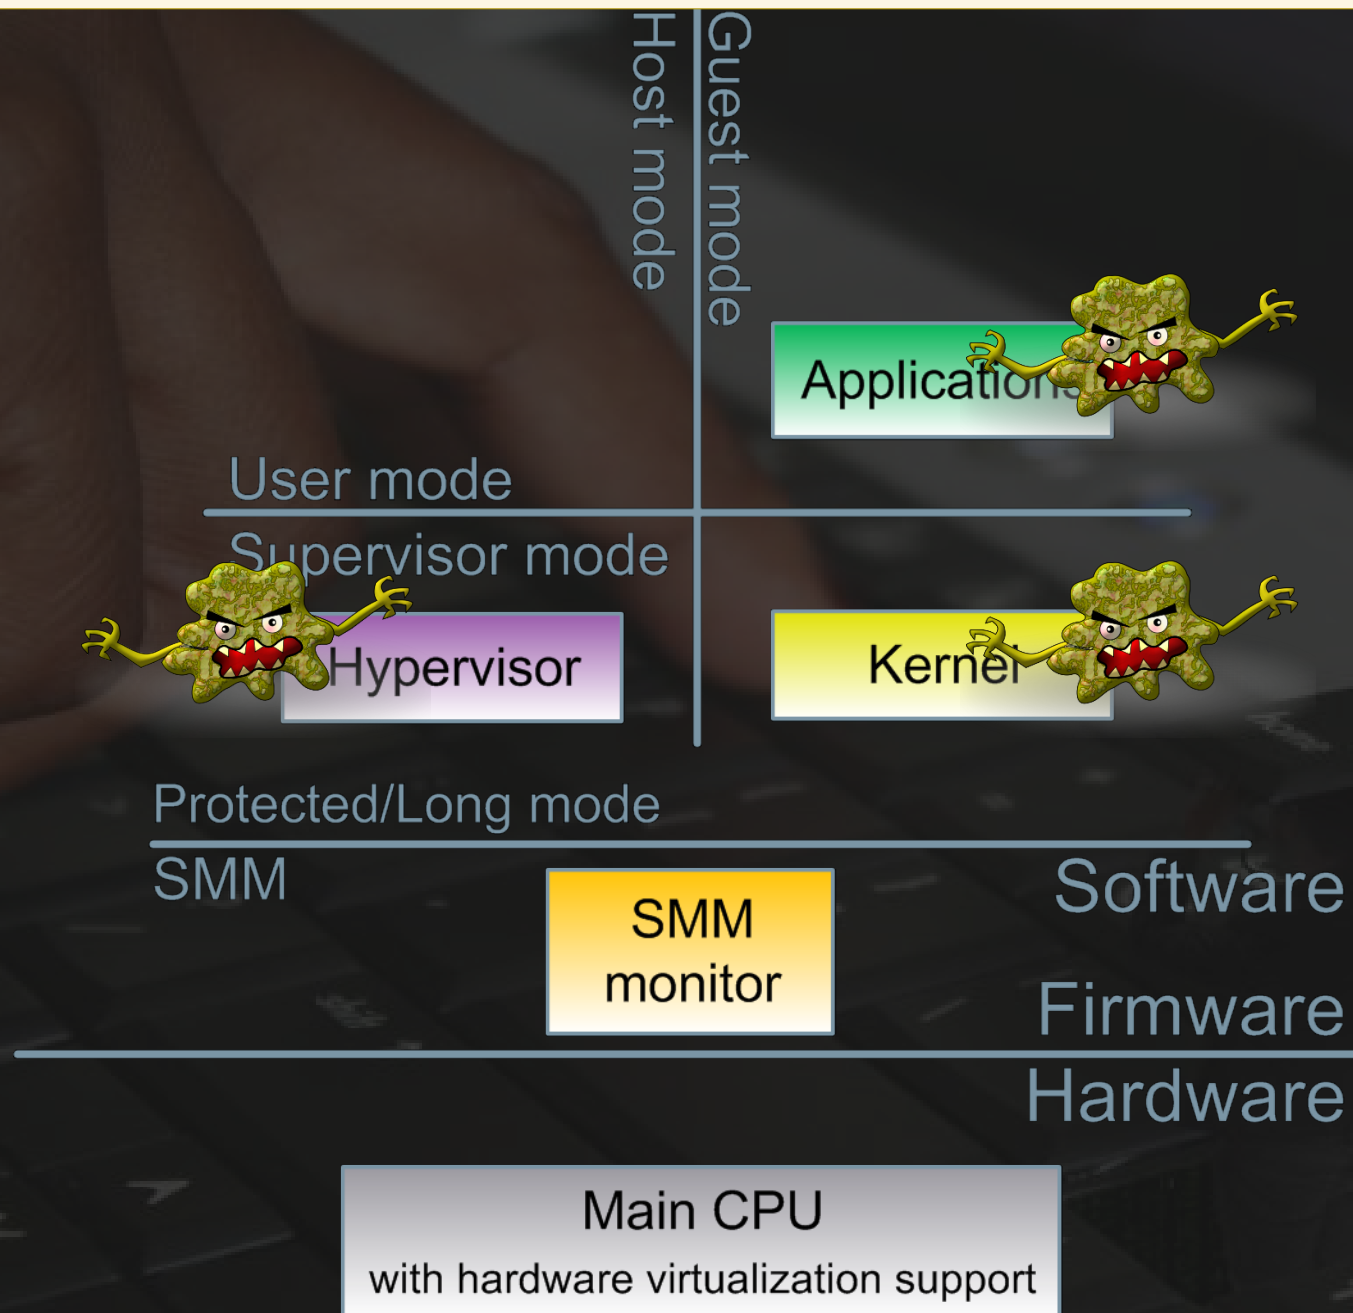 Host mode
Guest mode
Applications
User mode
Supervisor mode
Hypervisor
Kernel
Protected/Long mode
SMM
Software
SMM
monitor
Firmware
Hardware
Main CPU
with hardware virtualization support